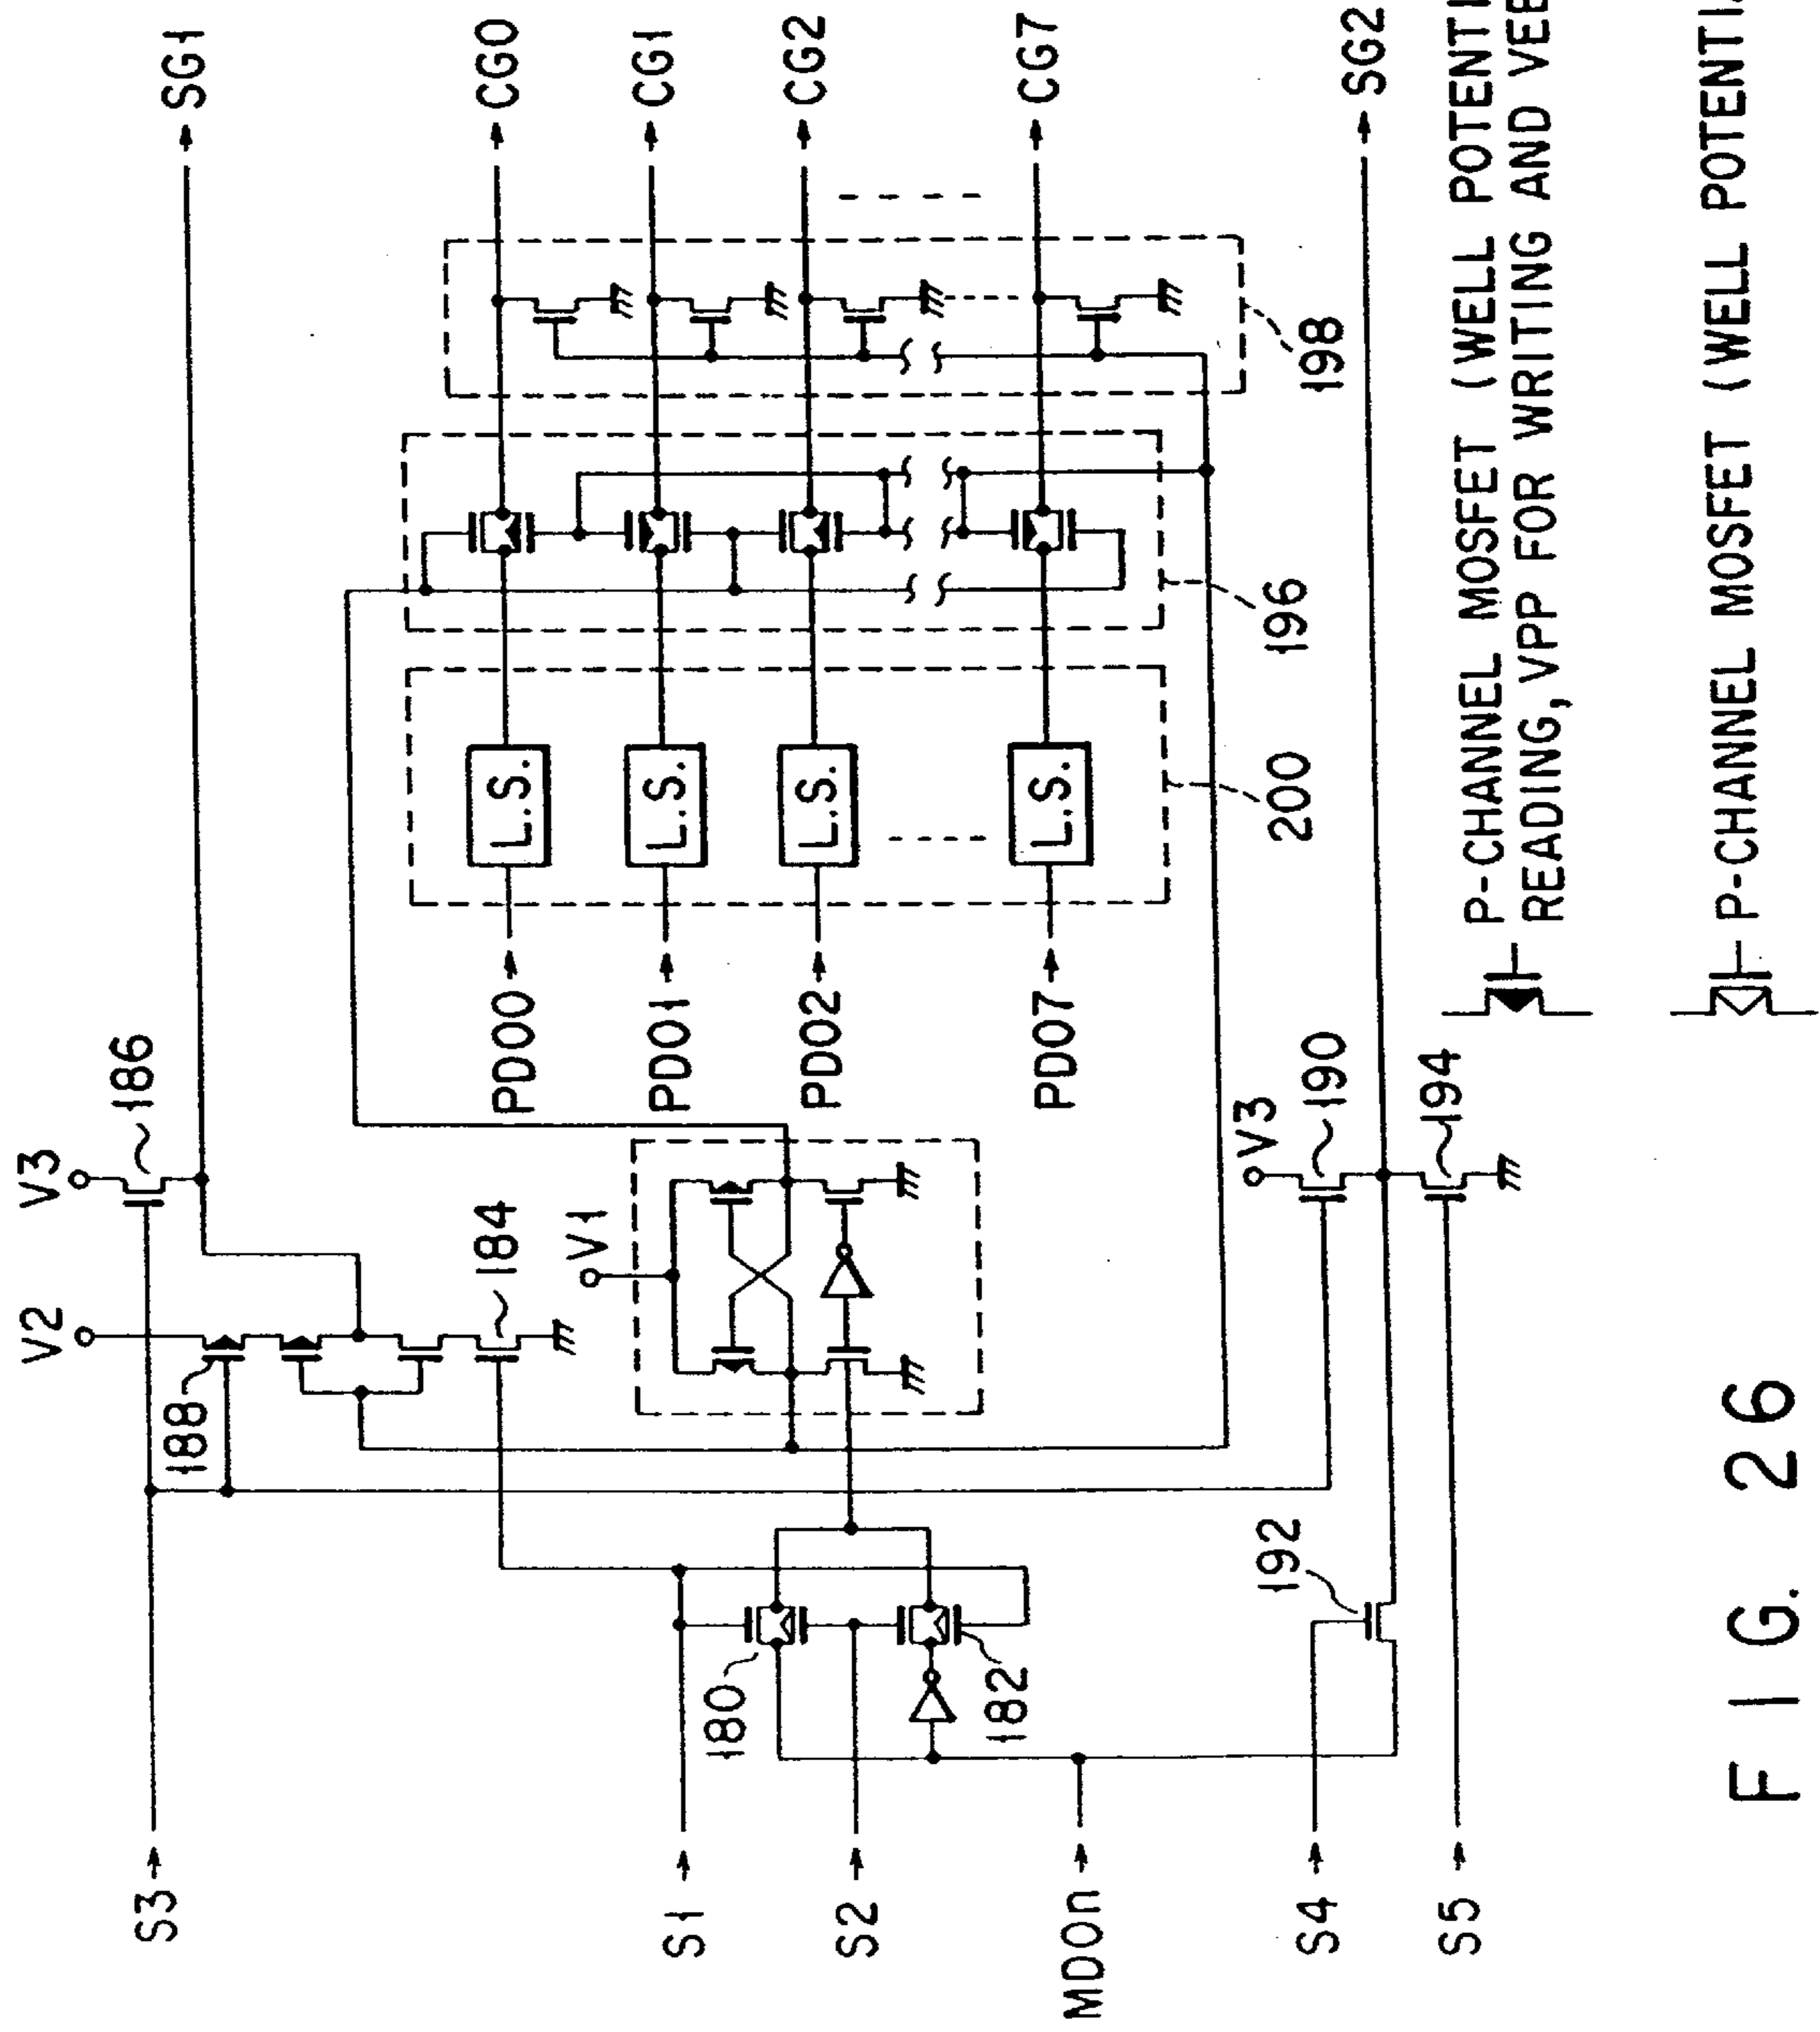 S3
S1
S2
MDOn
S4
S5
188
V2
V3
186
184
V1
180
182
192
V3
190
194
PD00
PD01
PD02
PD07
L.S.
L.S.
L.S.
L.S.
200
196
198
SG1
CG0
CG1
CG2
CG7
SG2
P-CHANNEL MOSFET (WELL
READING, VPP FOR WRITING AND VEE
P-CHANNEL MOSFET (WELL
FIG. 26